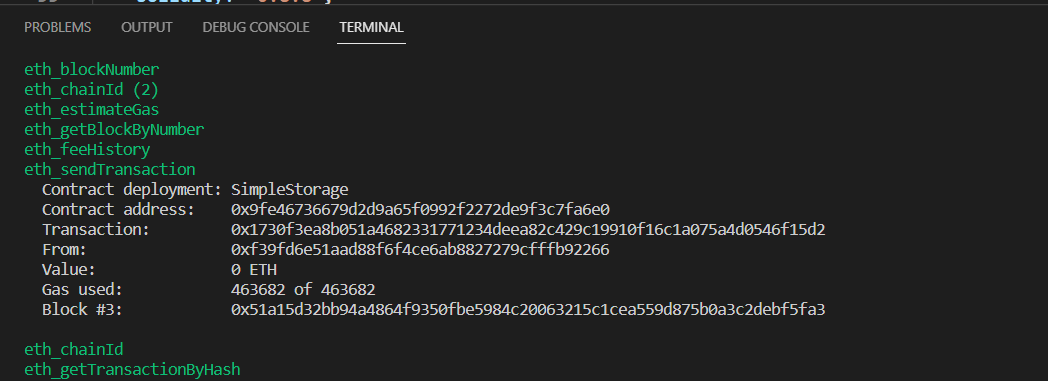 PROBLEMS OUTPUT DEBUG CONSOLE TERMINAL
eth_blockNumber
eth_chainId (2)
eth_estimateGas
eth_getBlockByNumber
eth_feeHistory
eth_sendTransaction
Contract deployment: SimpleStorage
Contract address: 0x9fe46736679d2d9a65f0992f2272de9f3c7fa6e0
Transaction: 0x1730f3ea8b051a4682331771234deea82c429c19910f16c1a075a4d0546f15d2
From: 0xf39fd6e51aad88f6f4ce6ab8827279cfffb92266
Value: 0 ETH
Gas used: 463682 of 463682
Block #3: 0x51a15d32bb94a4864f9350fbe5984c20063215c1cea559d875b0a3c2debf5fa3
eth_chainId
eth_getTransactionByHash